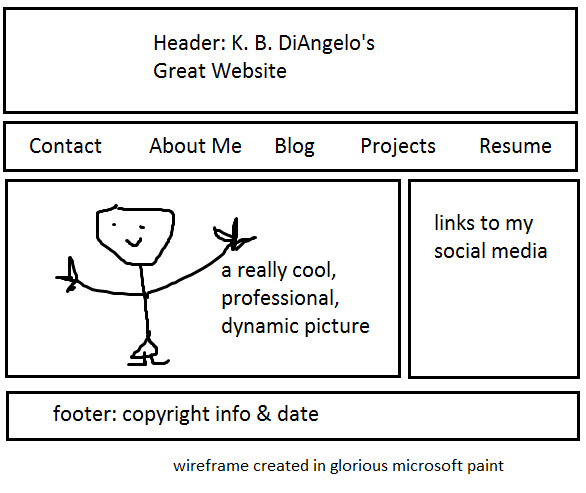 Header: K. B. DiAngelo's
Great Website
Contact About Me Blog Projects Resume
a really cool,
professional,
dynamic picture
links to my
social media
footer: copyright info & date
wireframe created in glorious microsoft paint